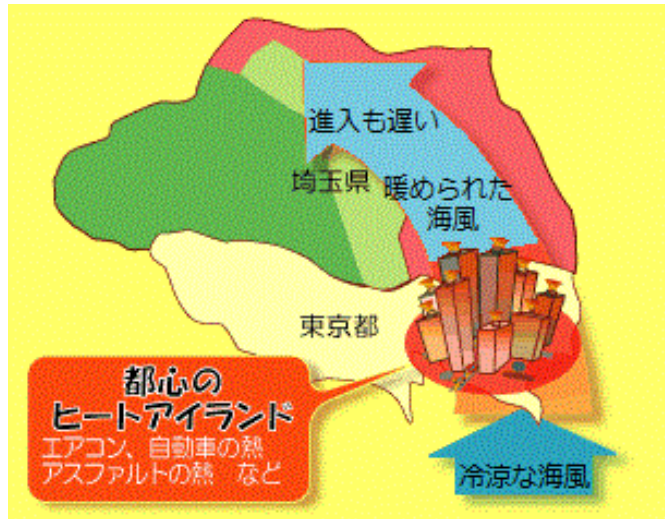 進入も遅い
埼玉県
暖められた
海風
東京都
都心の
ヒートアイランド
エアコン、自動車の熱
アスファルトの熱　など
冷涼な海風